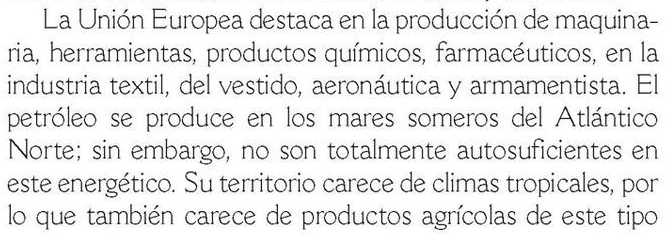 La Unión Europea destaca en la producción de maquina-
ria, herramientas, productos químicos, farmacéuticos, en la
industria textil, del vestido, aeronáutica y armamentista. El
petróleo se produce en los mares someros del Atlántico
Norte; sin embargo, no son totalmente autosuficientes en
este energético. Su territorio carece de climas tropicales, por
lo que también carece de productos agrícolas de este tipo